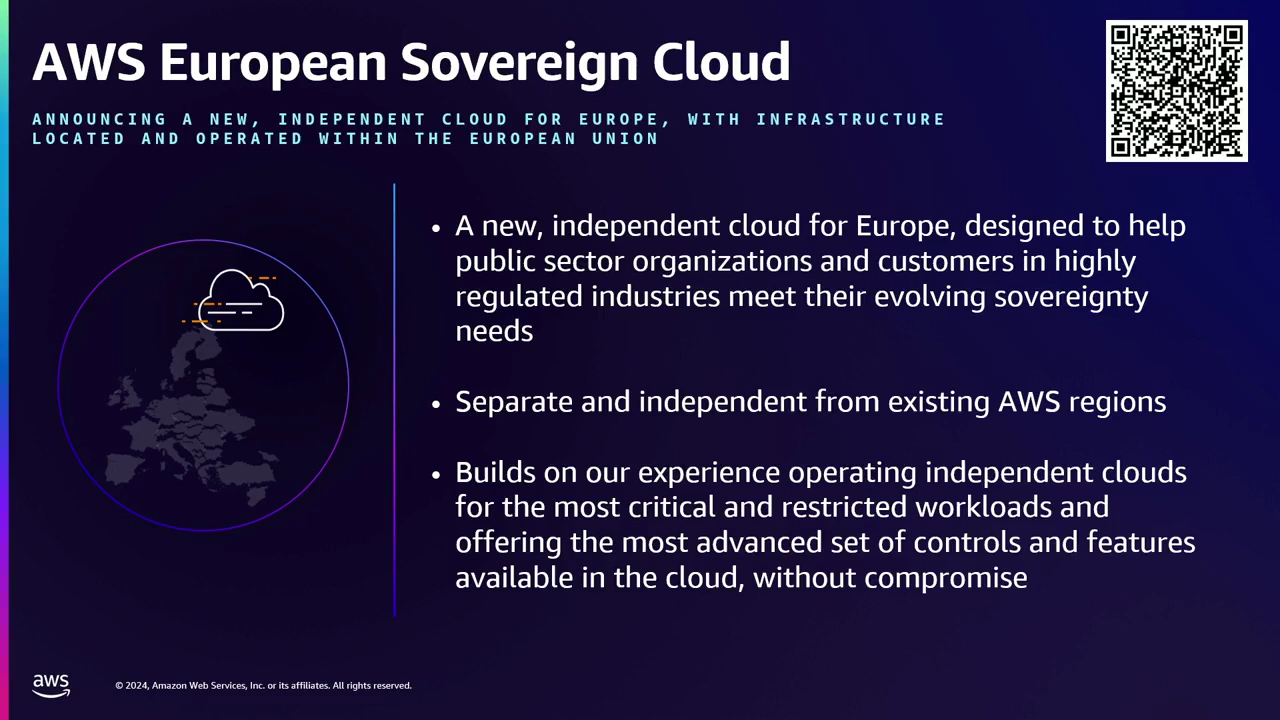 AWS European Sovereign Cloud
ANNOUNCING A NEW, INDEPENDENT CLOUD FOR EUROPE, WITH INFRASTRUCTURE
LOCATED AND OPERATED WITHIN THE EUROPEAN UNION
• A new, independent cloud for Europe, designed to help
public sector organizations and customers in highly
regulated industries meet their evolving sovereignty
needs
• Separate and independent from existing AWS regions
• Builds on our experience operating independent clouds
for the most critical and restricted workloads and
offering the most advanced set of controls and features
available in the cloud, without compromise
aws
© 2024, Amazon Web Services, Inc. or its affiliates. All rights reserved.